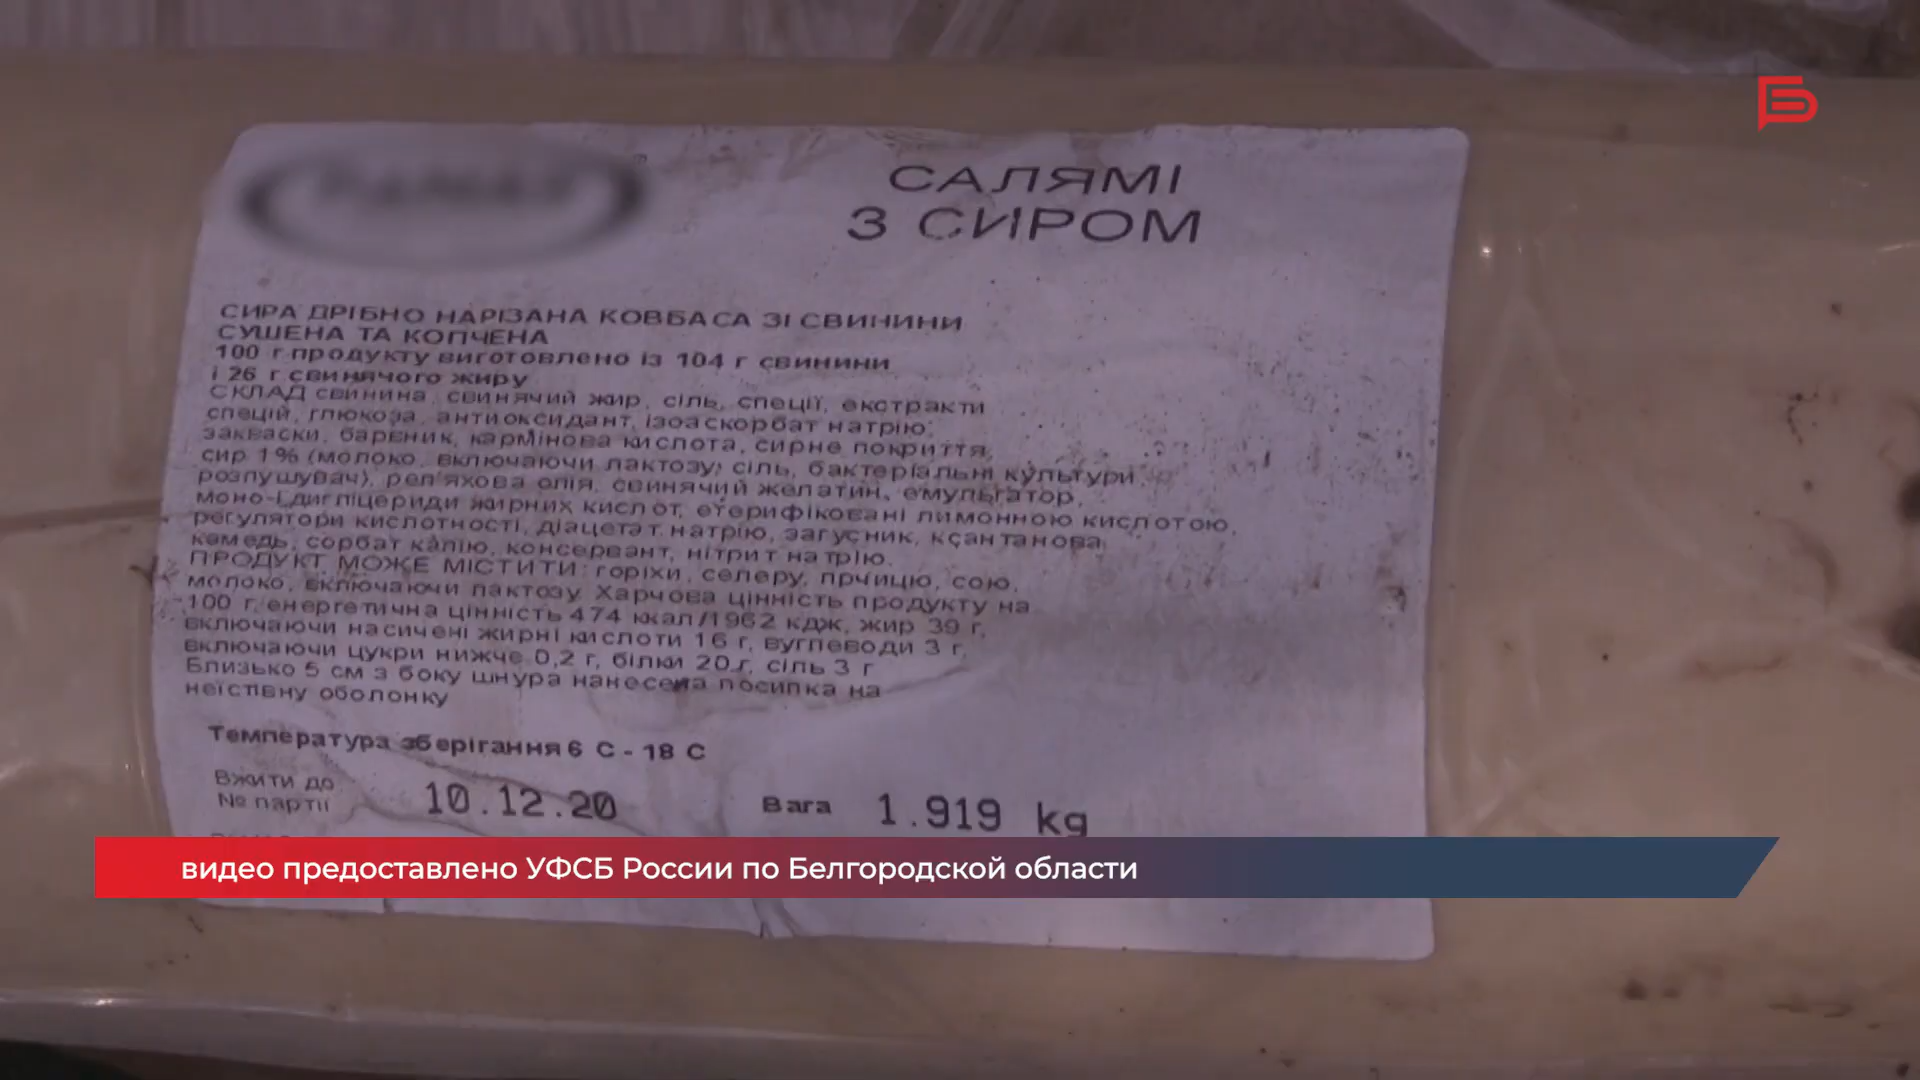 САЛЯМІ
З СИРОМ
СИРА ДРІБНО НАРІЗАНА КОВБАСА ЗІ СВИНИНИ
СУШЕНА ТА КОПЧЕНА
100 г продукту виготовлено із 104 г свинини
і 26 г свинячого жиру
СКЛАД свинина, свинячий жир, сіль, спеції, екстракти
спецій, глюкоза, антиоксидант, ізоаскорбат натрію;
закваски, барвник, кармінова кислота, сирне покриття,
сир 1% (молоко, включаючи лактозу; сіль, бактеріальні культури,
розпушувач), реп'яхова олія, свинячий желатин, емульгатор,
моно-і дигліцериди жирних кислот, етерифіковані лимонною кислотою,
регулятори кислотності, діацетат натрію, загусник, ксантанова
камедь, сорбат калію, консервант, нітрит натрію.
ПРОДУКТ МОЖЕ МІСТИТИ: горіхи, селеру, прчицю, сою,
молоко, включаючи лактозу. Харчова цінність продукту на
100 г, енергетична цінність 474 ккал/1962 кдж, жир 39 г,
включаючи насичені жирні кислоти 16 г, вуглеводи 3 г,
включаючи цукри нижче 0,2 г, білки 20 г, сіль 3 г
Близько 5 см з боку шнура нанесена посипка на
неїстівну оболонку
Температура зберігання 6 С - 18 С
Вжити до
№ партії
10.12.20
Вага 1.919 kg
видео предоставлено УФСБ России по Белгородской области